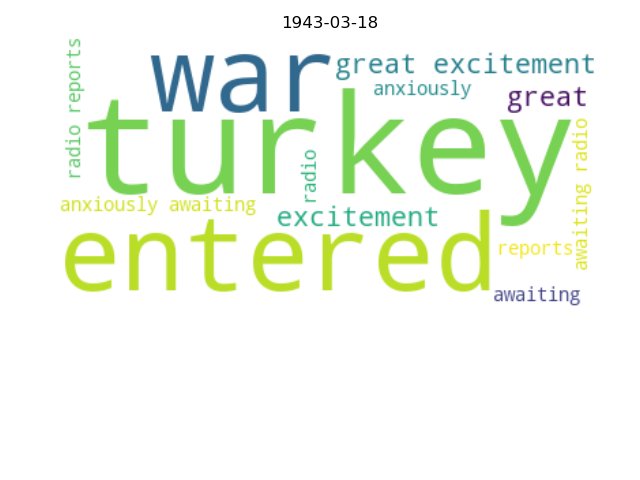 1943-03-18
radio reports
war
great excitement
anxiously
great
turkey
radio
awaiting radio
anxiously awaiting
excitement
entered
reports
awaiting